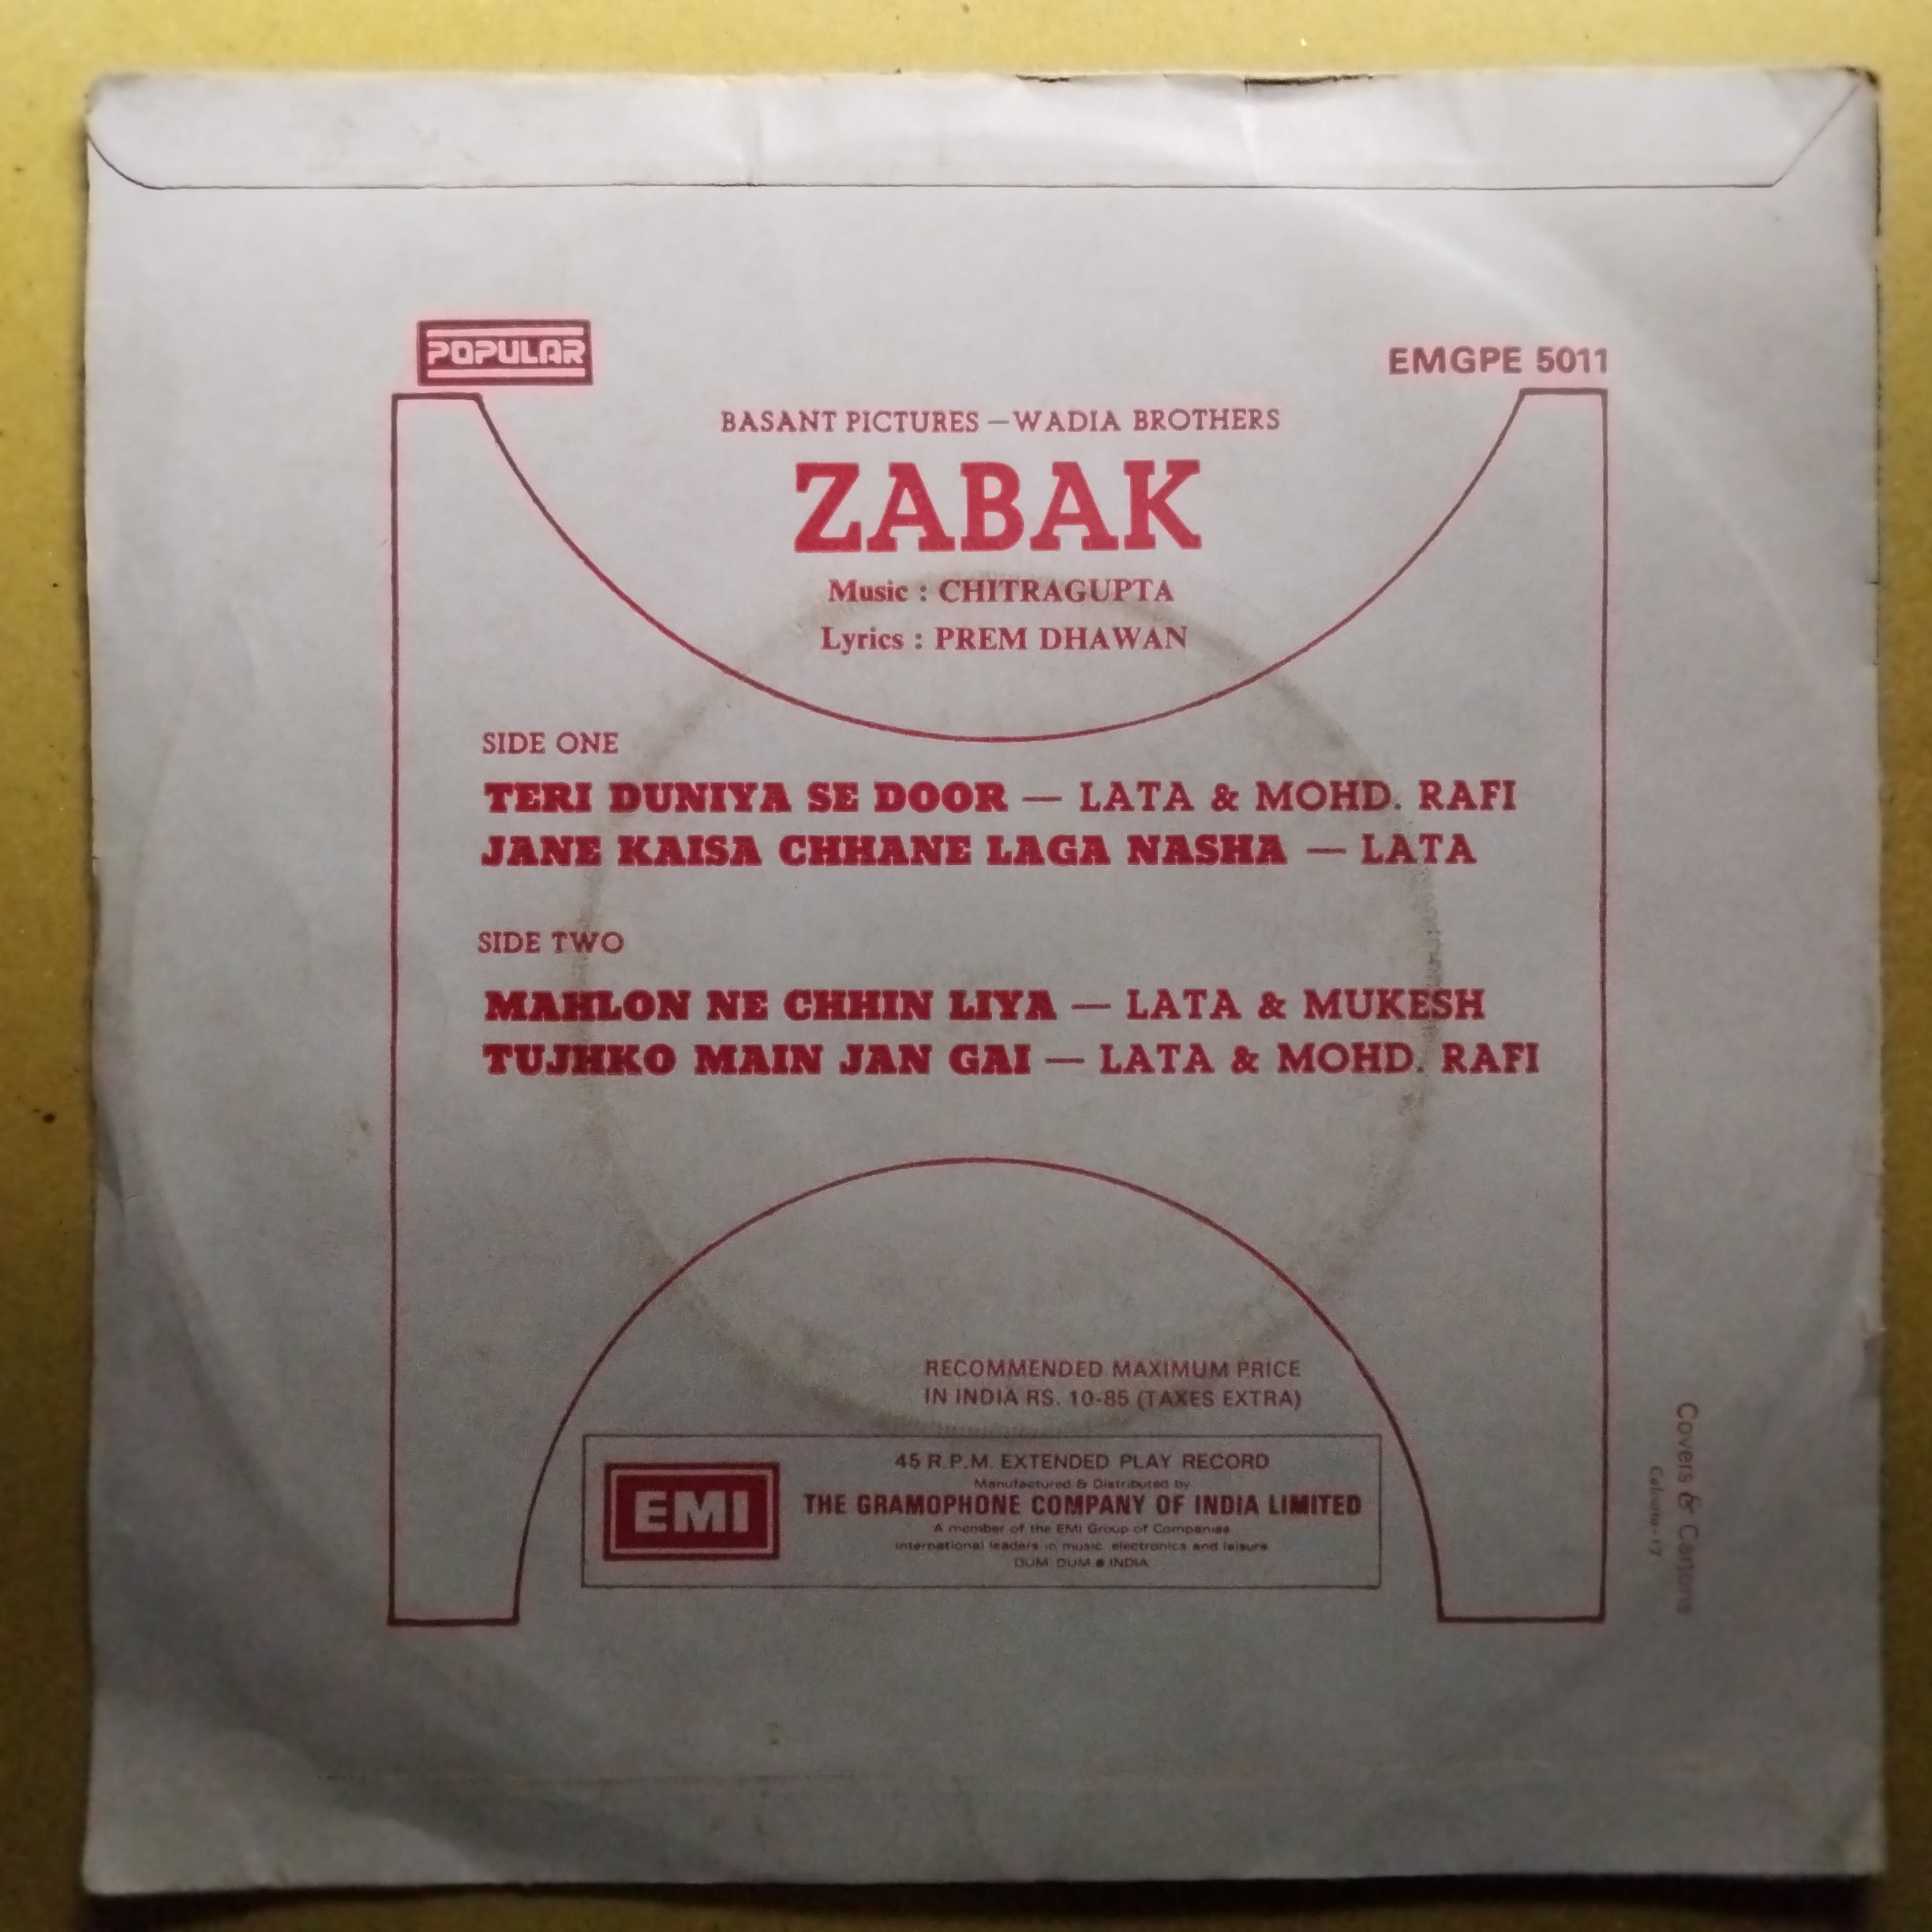 POPULAR
EMGPE 5011
BASANT PICTURES — WADIA BROTHERS
ZABAK
Music : CHITRAGUPTA
Lyrics : PREM DHAWAN
SIDE ONE
TERI DUNIYA SE DOOR — LATA & MOHD. RAFI
JANE KAISA CHHANE LAGA NASHA — LATA
SIDE TWO
MAHLON NE CHHIN LIYA — LATA & MUKESH
TUJHKO MAIN JAN GAI — LATA & MOHD. RAFI
RECOMMENDED MAXIMUM PRICE
IN INDIA RS. 10-85 (TAXES EXTRA)
EMI
45 R.P.M. EXTENDED PLAY RECORD
Manufactured & Distributed by
THE GRAMOPHONE COMPANY OF INDIA LIMITED
A member of the EMI Group of Companies
International leaders in music, electronics and leisure
DUM DUM ● INDIA
Covers & Cartons
Calcutta-17